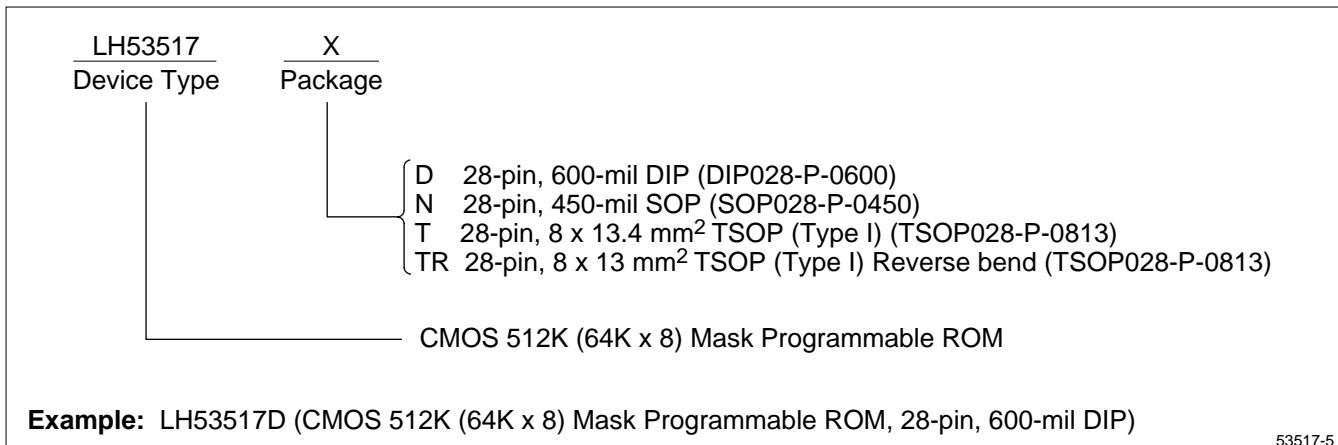 LH53517 X
Device Type Package
D 28-pin, 600-mil DIP (DIP028-P-0600)
N 28-pin, 450-mil SOP (SOP028-P-0450)
T 28-pin, 8 x 13.4 mm² TSOP (Type I) (TSOP028-P-0813)
TR 28-pin, 8 x 13 mm² TSOP (Type I) Reverse bend (TSOP028-P-0813)
CMOS 512K (64K x 8) Mask Programmable ROM
Example: LH53517D (CMOS 512K (64K x 8) Mask Programmable ROM, 28-pin, 600-mil DIP)
53517-5